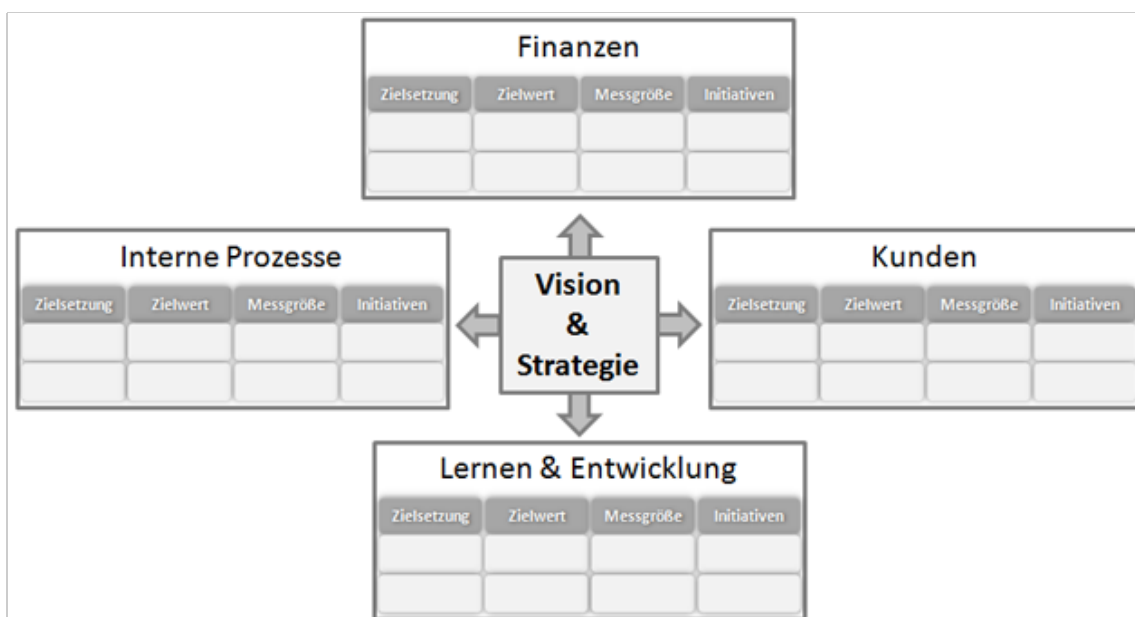 Finanzen
Zielsetzung Zielwert Messgröße Initiativen
Interne Prozesse
Zielsetzung Zielwert Messgröße Initiativen
Vision
&
Strategie
Kunden
Zielsetzung Zielwert Messgröße Initiativen
Lernen & Entwicklung
Zielsetzung Zielwert Messgröße Initiativen